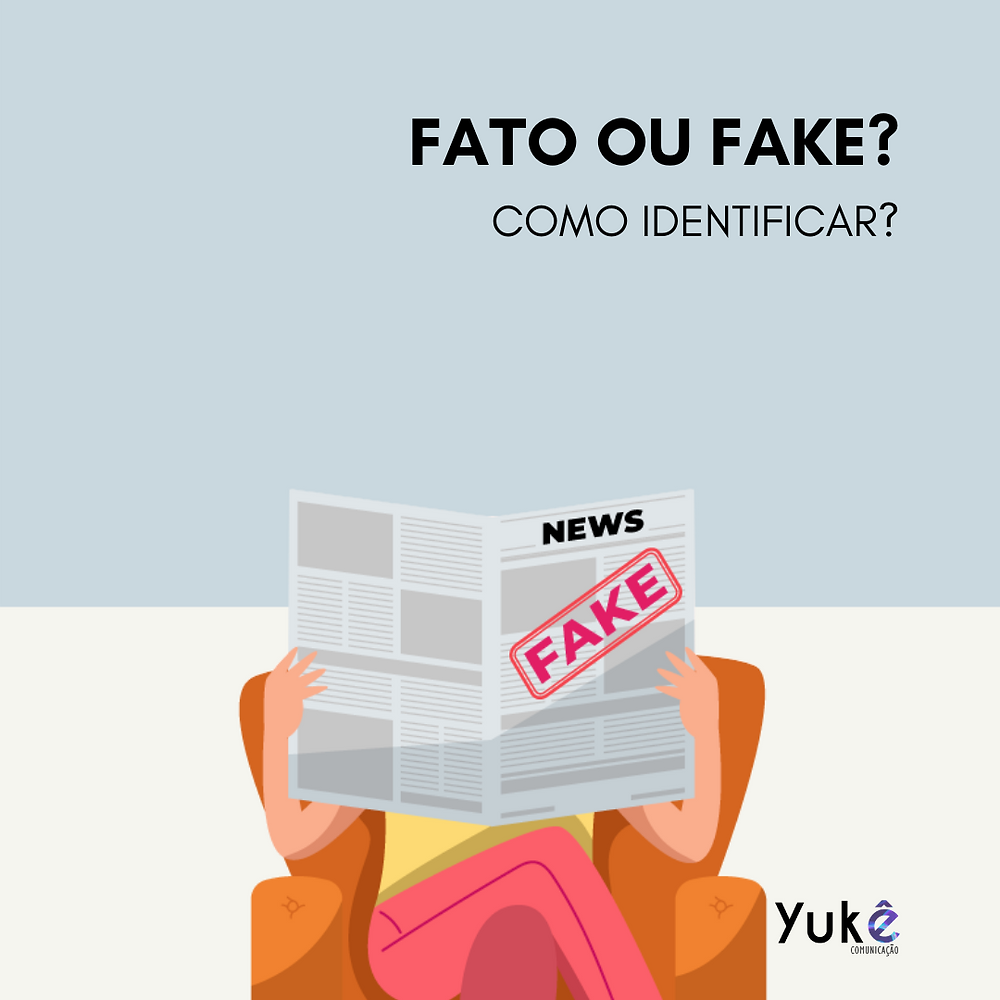 FATO OU FAKE?
COMO IDENTIFICAR?
NEWS
FAKE
Yukê
COMUNICAÇÃO